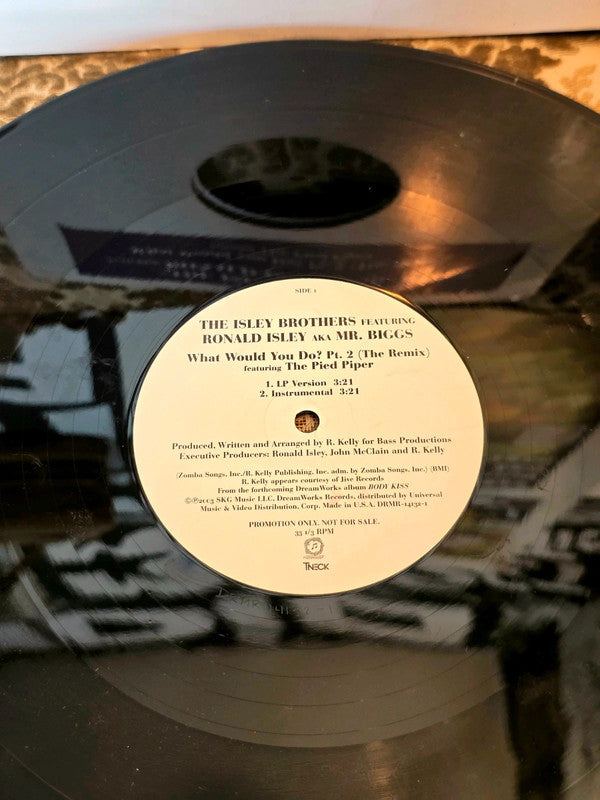 SIDE 1
THE ISLEY BROTHERS FEATURING
RONALD ISLEY AKA MR. BIGGS
What Would You Do? Pt. 2 (The Remix)
featuring The Pied Piper
1. LP Version 3:21
2. Instrumental 3:21
Produced, Written and Arranged by R. Kelly for Bass Productions
Executive Producers: Ronald Isley, John McClain and R. Kelly
(Zomba Songs, Inc./R. Kelly Publishing, Inc. adm. by Zomba Songs, Inc.) (BMI)
R. Kelly appears courtesy of Jive Records
From the forthcoming DreamWorks album BODY KISS
©℗2003 SKG Music LLC. DreamWorks Records, distributed by Universal
Music & Video Distribution, Corp. Made in U.S.A. DRMR-14132-1
PROMOTION ONLY. NOT FOR SALE.
33 1/3 RPM
TNECK